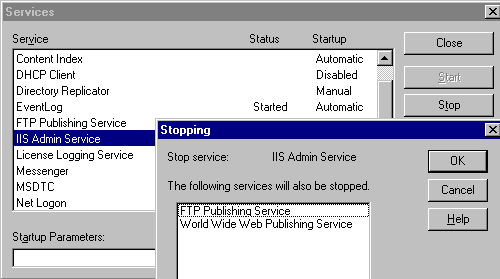 Services
Service Status Startup
Content Index Automatic
DHCP Client Disabled
Directory Replicator Manual
EventLog Started Automatic
FTP Publishing Service
IIS Admin Service
License Logging Service
Messenger
MSDTC
Net Logon
Startup Parameters:
Close
Start
Stop
Stopping
Stop service: IIS Admin Service
The following services will also be stopped.
FTP Publishing Service
World Wide Web Publishing Service
OK
Cancel
Help